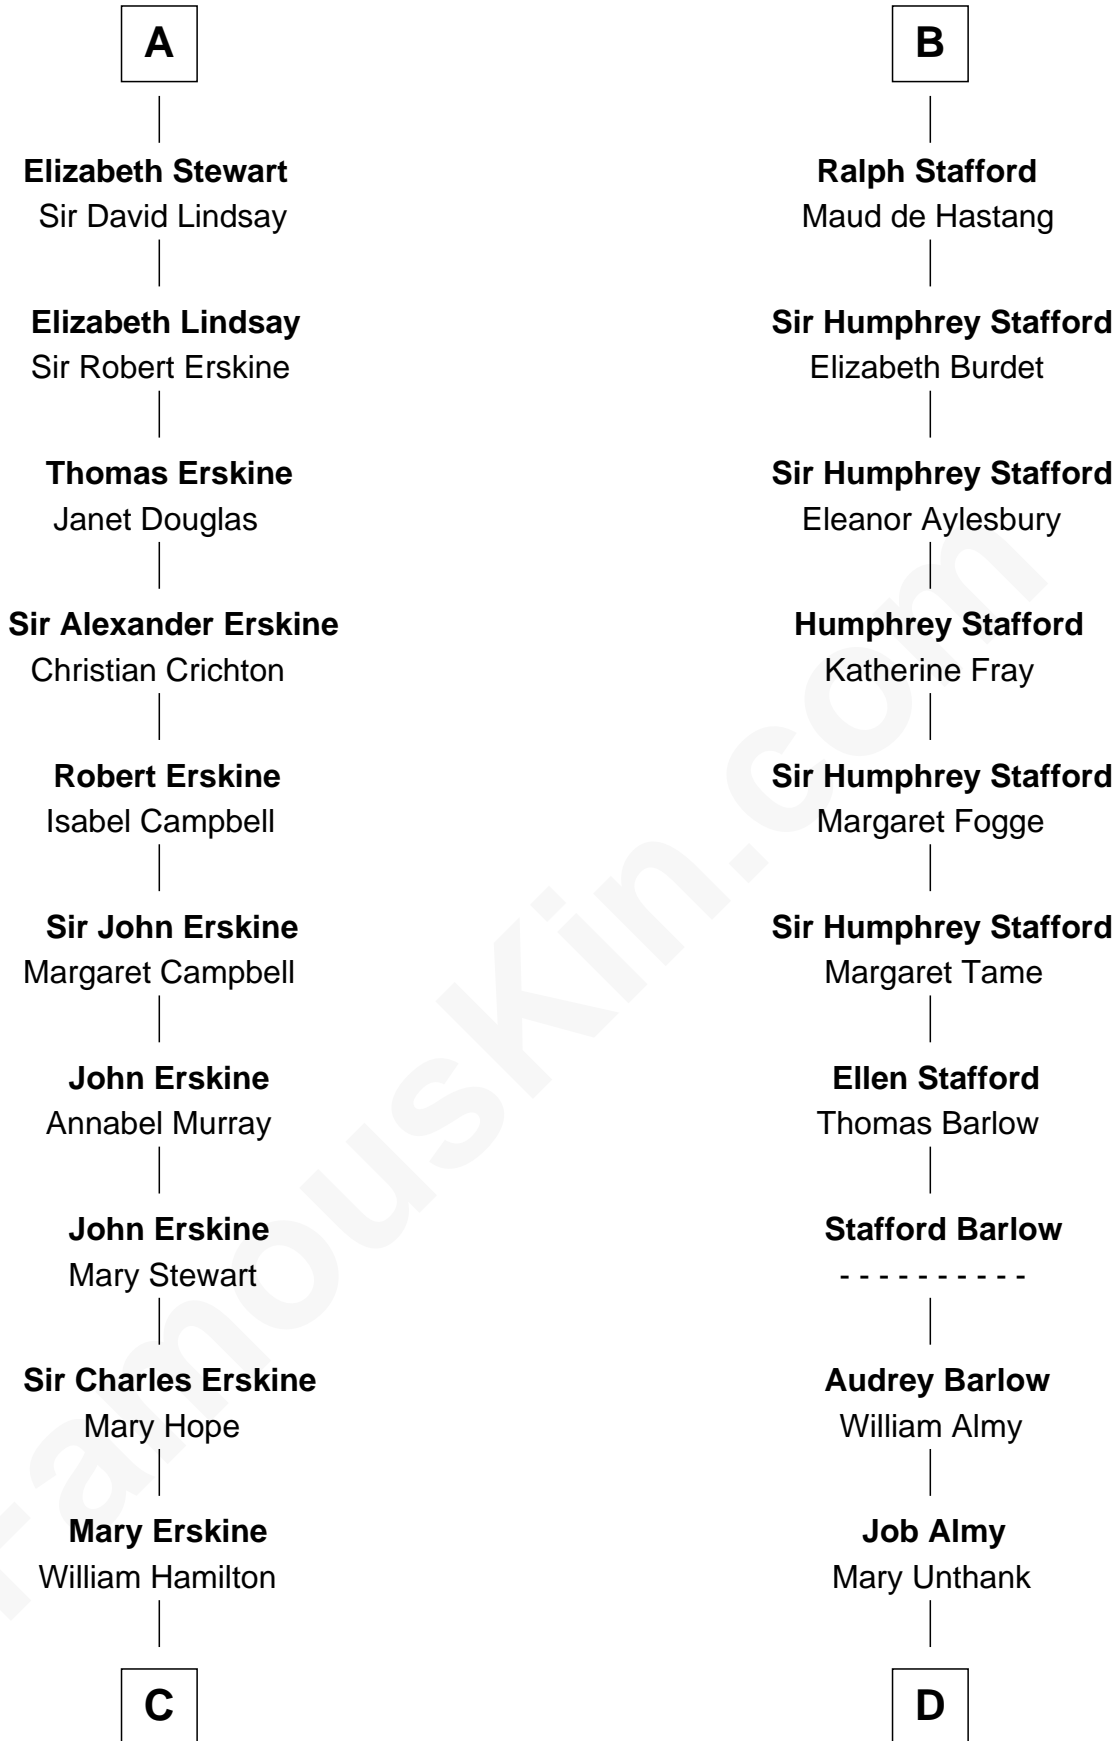 A
Elizabeth Stewart
Sir David Lindsay
Elizabeth Lindsay
Sir Robert Erskine
Thomas Erskine
Janet Douglas
Sir Alexander Erskine
Christian Crichton
Robert Erskine
Isabel Campbell
Sir John Erskine
Margaret Campbell
John Erskine
Annabel Murray
John Erskine
Mary Stewart
Sir Charles Erskine
Mary Hope
Mary Erskine
William Hamilton
C
B
Ralph Stafford
Maud de Hastang
Sir Humphrey Stafford
Elizabeth Burdet
Sir Humphrey Stafford
Eleanor Aylesbury
Humphrey Stafford
Katherine Fray
Sir Humphrey Stafford
Margaret Fogge
Sir Humphrey Stafford
Margaret Tame
Ellen Stafford
Thomas Barlow
Stafford Barlow
- - - - - - - - - -
Audrey Barlow
William Almy
Job Almy
Mary Unthank
D
FamousKin.com